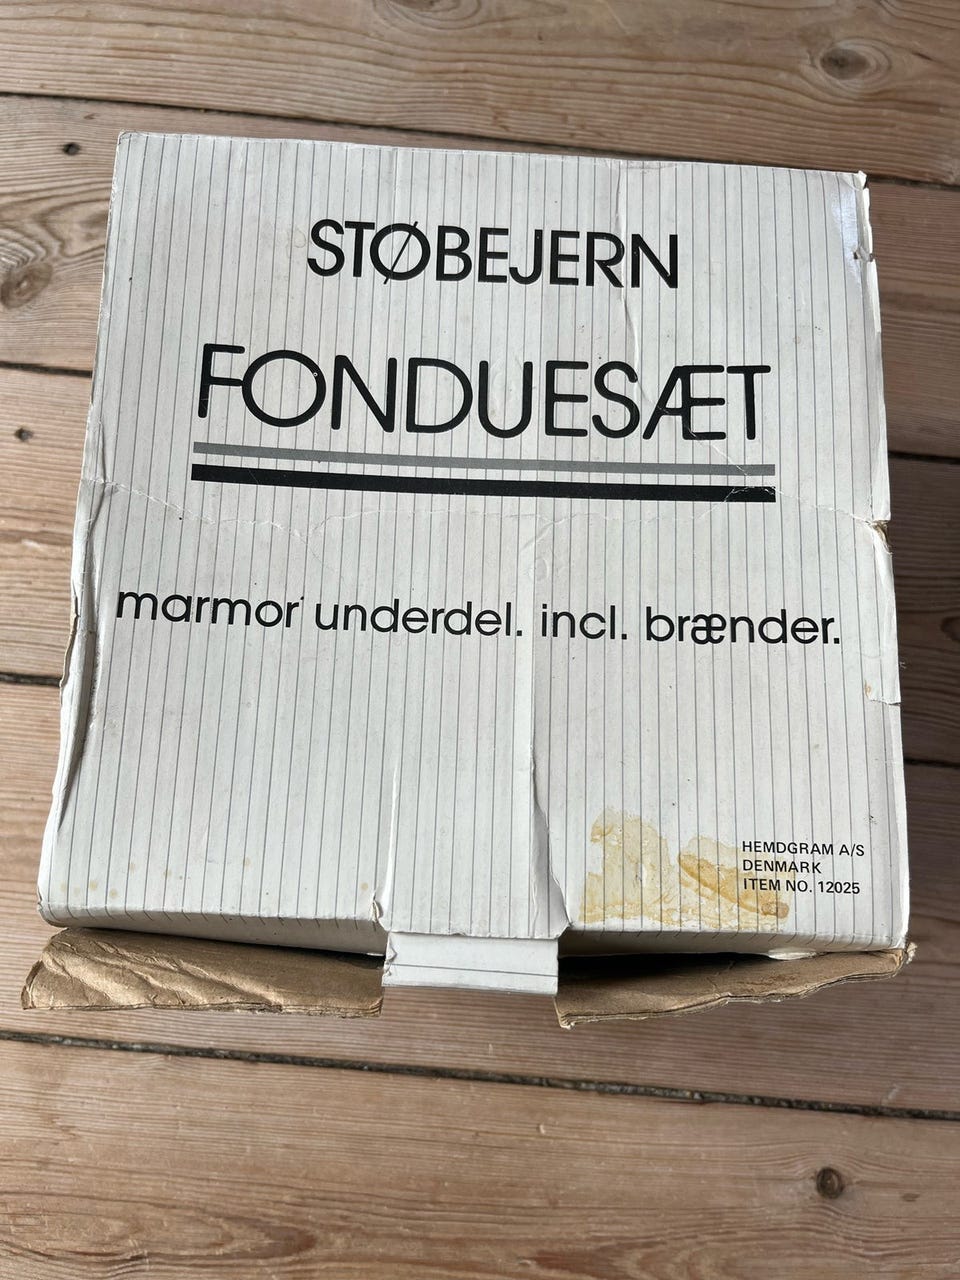 STØBEJERN
FONDUESÆT
marmor underdel. incl. brænder.
HEMDGRAM A/S
DENMARK
ITEM NO. 12025